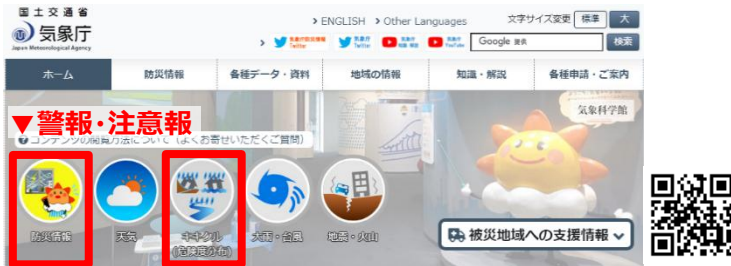 国土交通省
気象庁
Japan Meteorological Agency
ENGLISH Other Languages 文字サイズ変更 標準 大
Google 提供 検索
ホーム 防災情報 各種データ・資料 地域の情報 知識・解説 各種申請・ご案内
気象科学館
▼警報・注意報
コンテンツの閲覧方法について(よくお寄せいただくご質問)
防災情報 天気 キキクル 大雨・台風 地震・火山
(危険度分布)
被災地域への支援情報